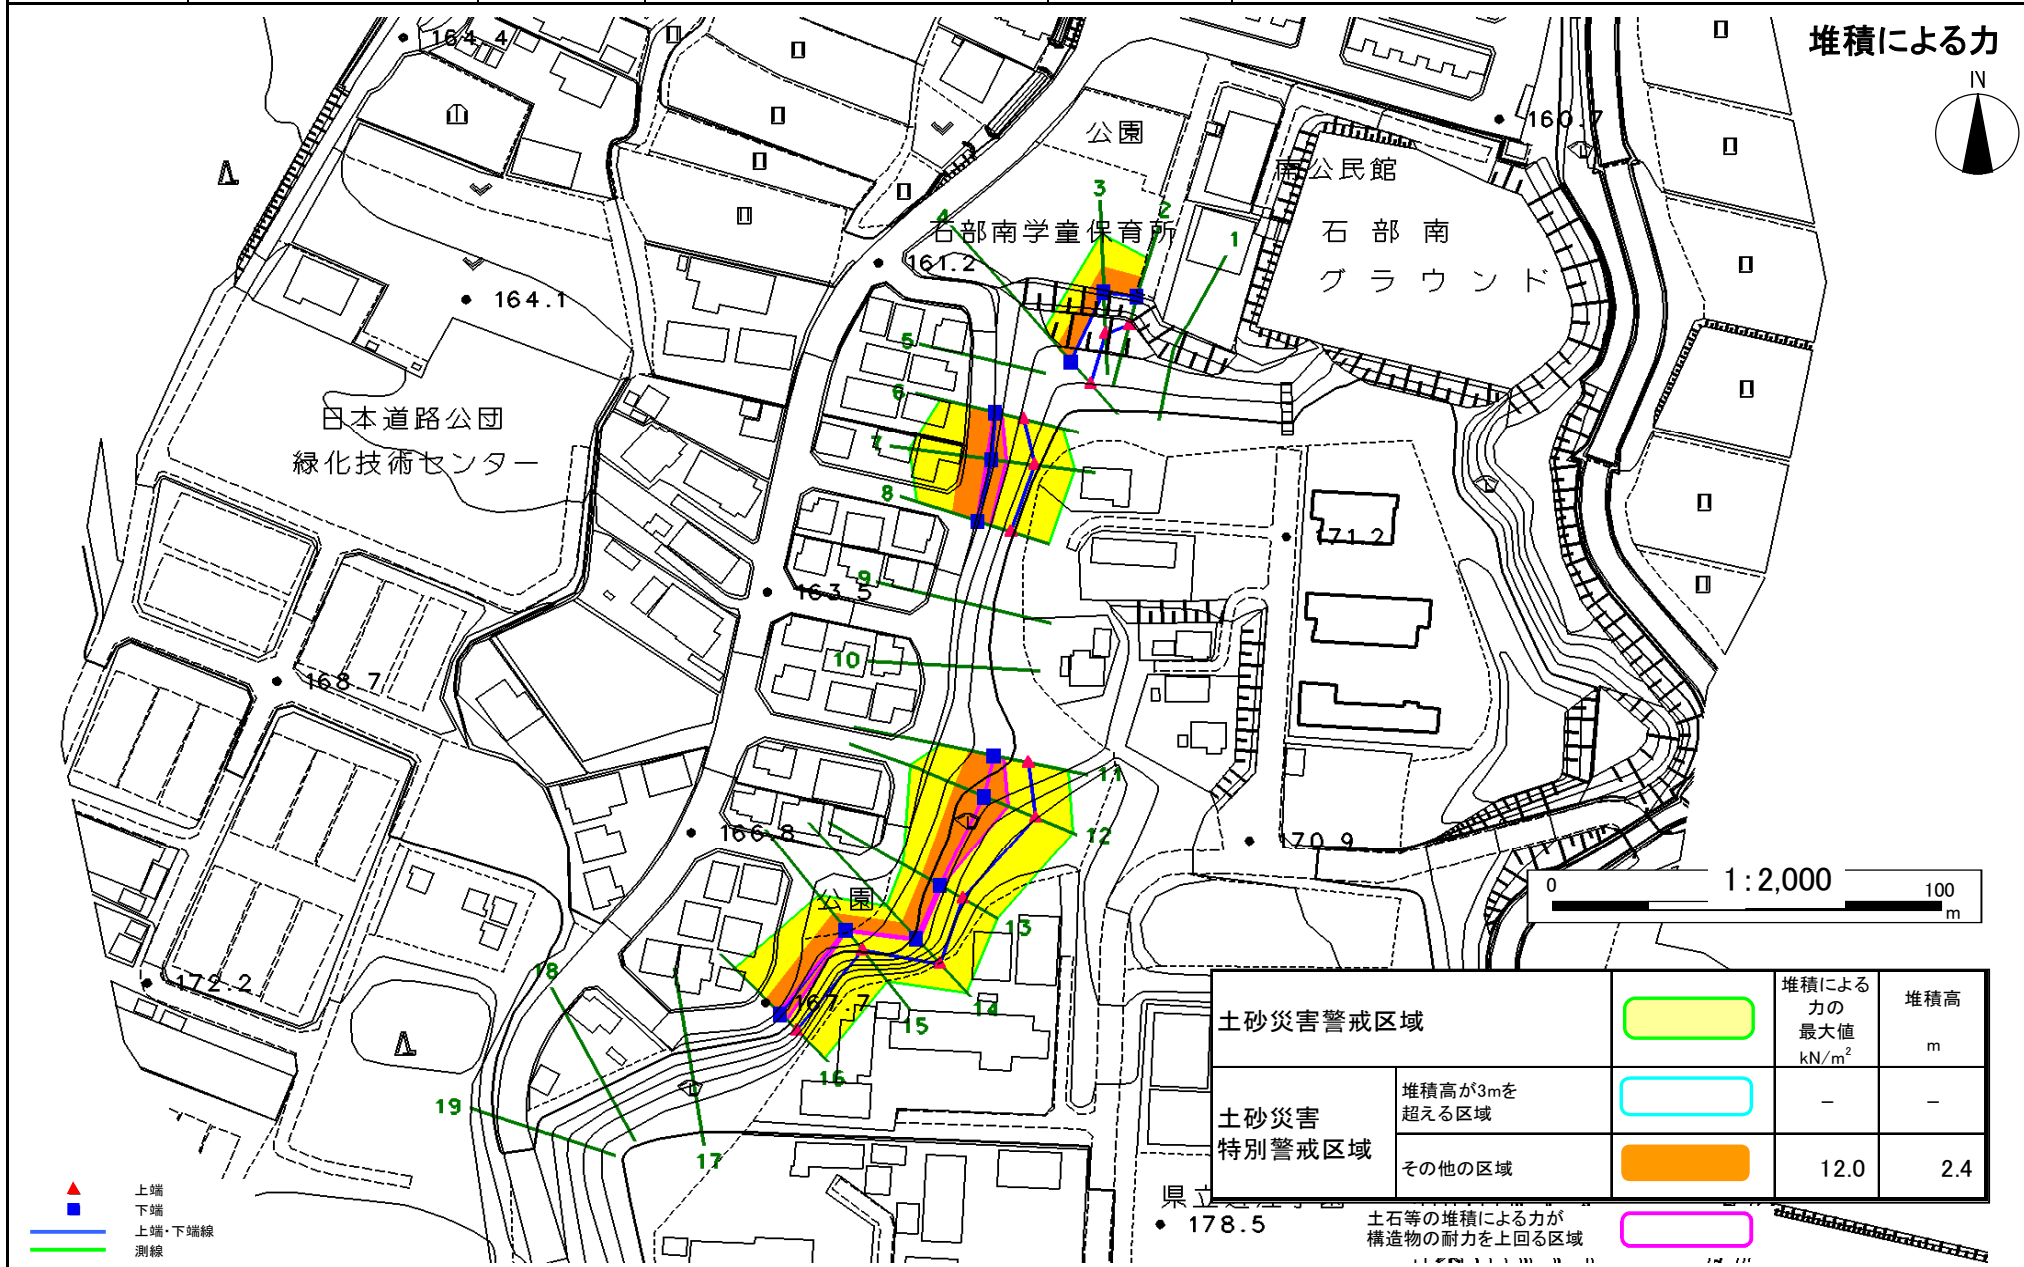 堆積による力
N
164.4
公園
160.7
南公民館
石部南学童保育所
石部南
グラウンド
161.2
164.1
日本道路公団
緑化技術センター
1
2
3
4
5
6
7
8
9
10
11
12
13
14
15
16
17
18
19
171.2
163.5
168.7
166.8
170.9
公園
172.2
167.7
178.5
0 1:2,000 100
m
土砂災害警戒区域
堆積による
力の
最大値
kN/m²
堆積高
m
土砂災害
特別警戒区域
堆積高が3mを
超える区域
－ －
その他の区域
12.0 2.4
土石等の堆積による力が
構造物の耐力を上回る区域
上端
下端
上端・下端線
測線
県立